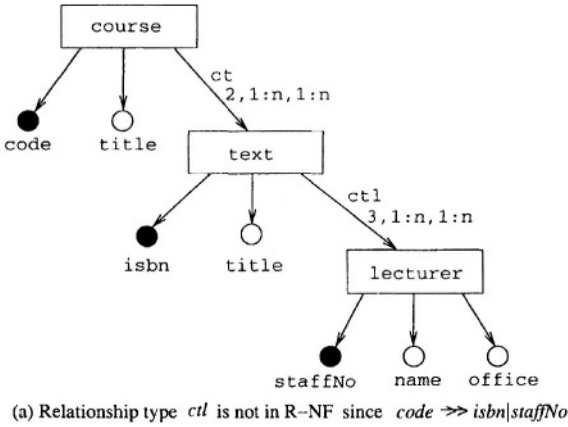 course
ct
2,1:n,1:n
code
title
text
ctl
3,1:n,1:n
isbn
title
lecturer
staffNo
name
office
(a) Relationship type ctl is not in R–NF since code ->> isbn|staffNo